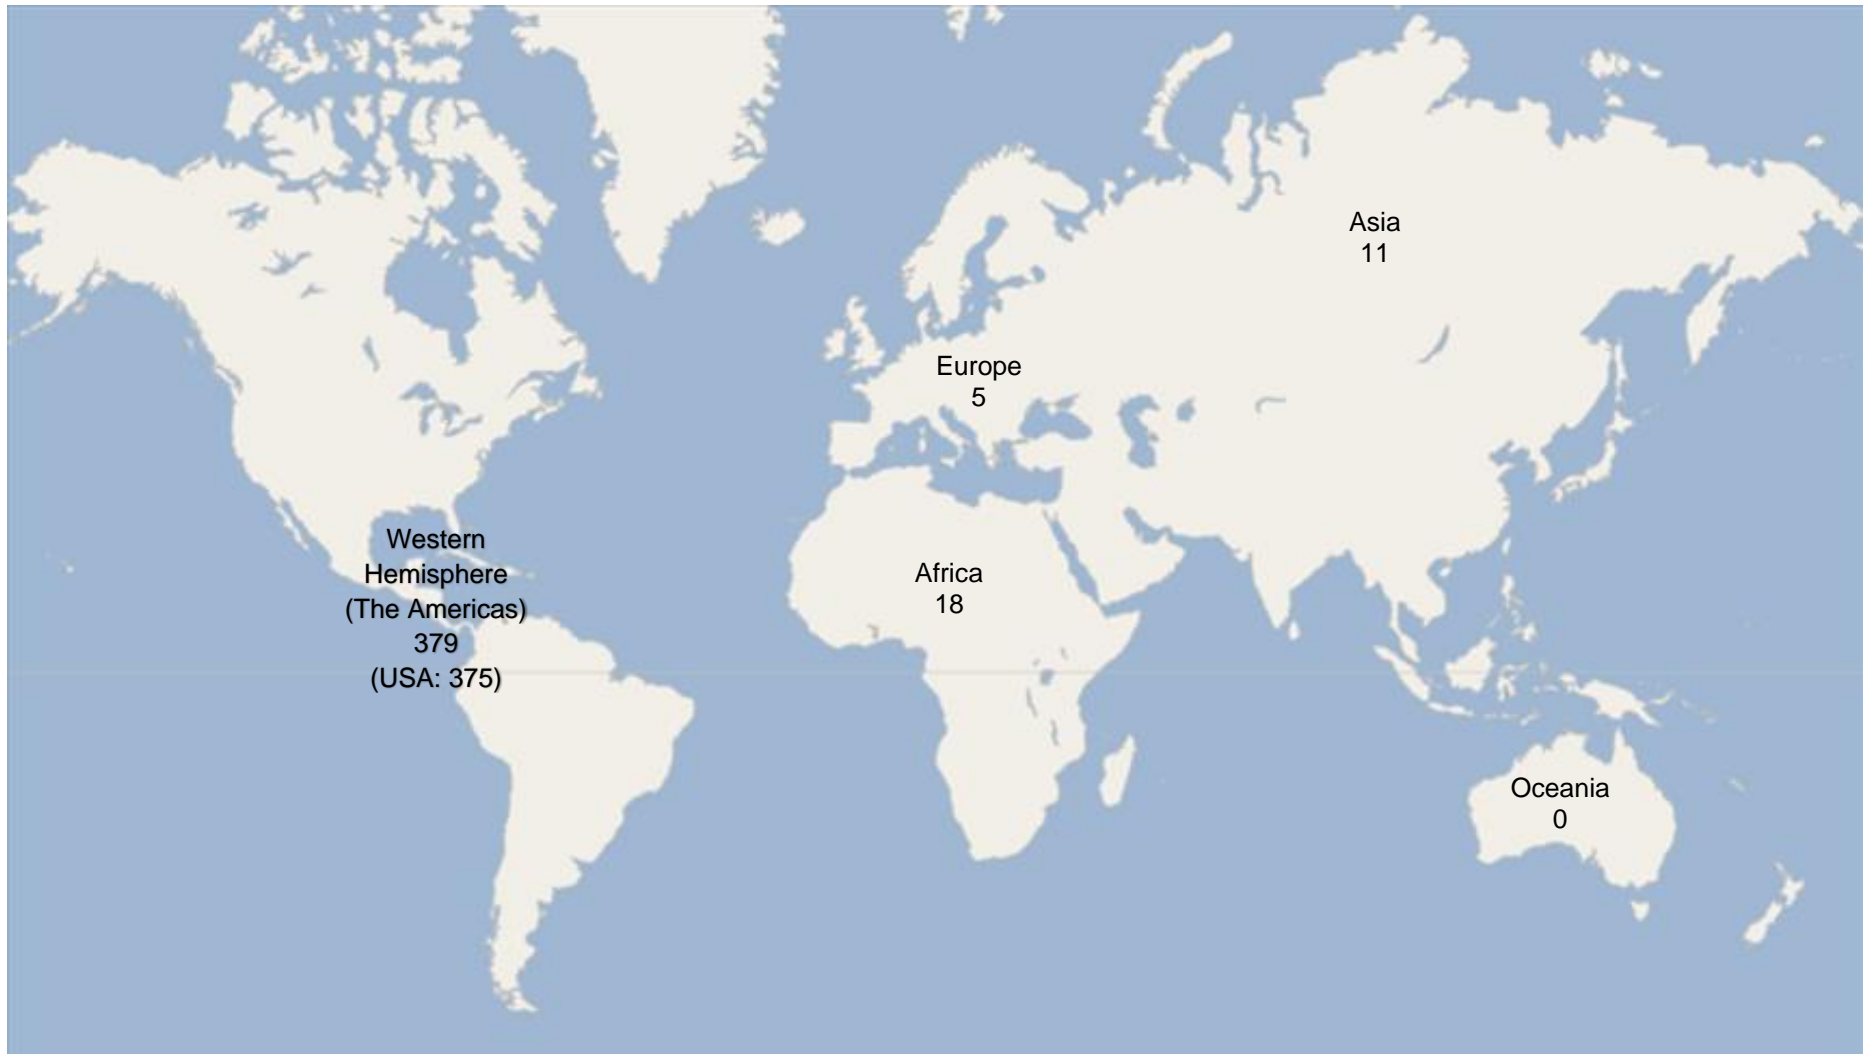 Asia
11
Europe
5
Western
Hemisphere
(The Americas)
379
(USA: 375)
Africa
18
Oceania
0